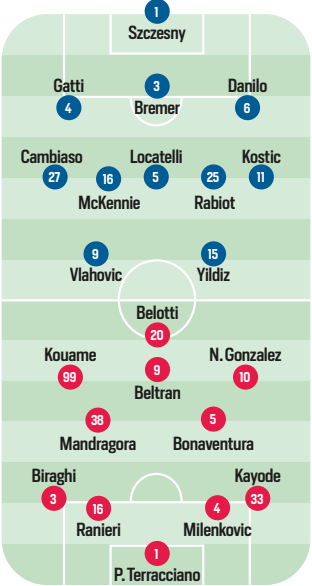 1
Szczesny
Gatti
3
Danilo
4
Bremer
6
Cambiaso
Locatelli
Kostic
27
16
5
25
11
McKennie
Rabiot
9
15
Vlahovic
Yildiz
Belotti
20
Kouame
N. Gonzalez
99
9
10
Beltran
38
5
Mandragora
Bonaventura
Biraghi
Kayode
3
16
4
33
Ranieri
Milenkovic
1
P. Terracciano